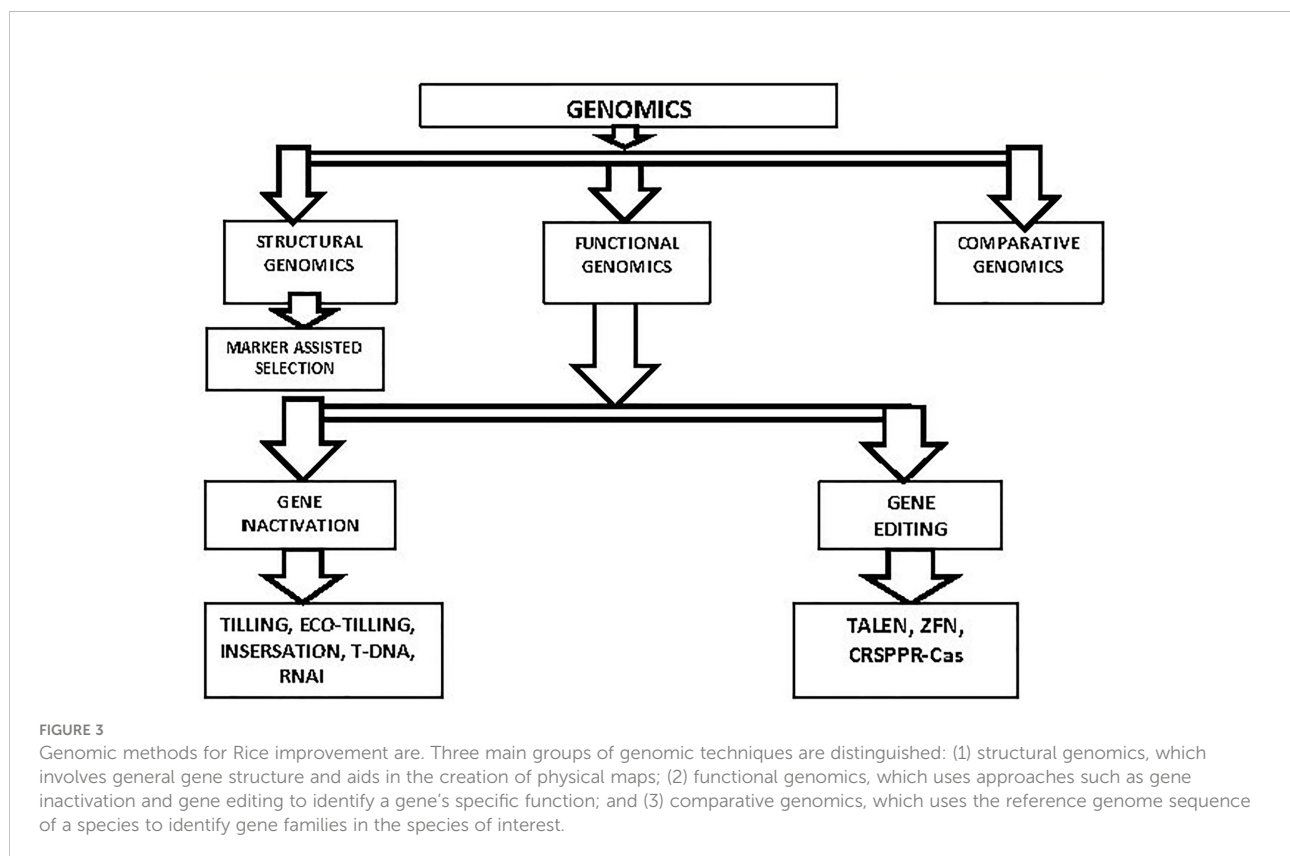 GENOMICS
STRUCTURAL
GENOMICS
FUNCTIONAL
GENOMICS
COMPARATIVE
GENOMICS
MARKER ASSISTED
SELECTION
GENE
INACTIVATION
GENE
EDITING
TILLING, ECO-TILLING,
INSERSATION, T-DNA,
RNAI
TALEN, ZFN,
CRSPPR-Cas
FIGURE 3
Genomic methods for Rice improvement are. Three main groups of genomic techniques are distinguished: (1) structural genomics, which
involves general gene structure and aids in the creation of physical maps; (2) functional genomics, which uses approaches such as gene
inactivation and gene editing to identify a gene's specific function; and (3) comparative genomics, which uses the reference genome sequence
of a species to identify gene families in the species of interest.